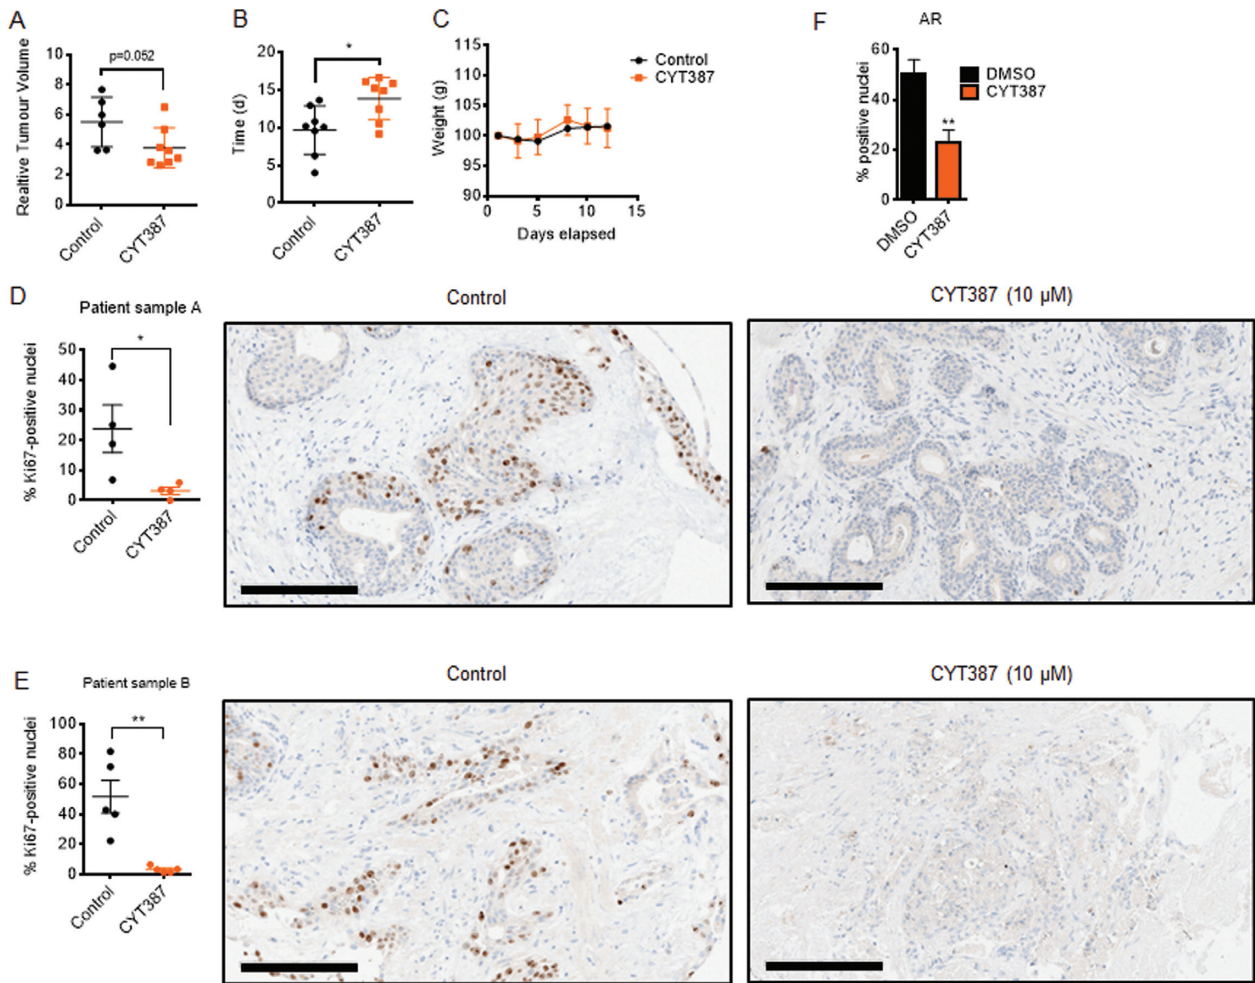 A
p=0.052
Realtive Tumour Volume
10
8
6
4
2
0
Control
CYT387
B
*
Time (d)
20
15
10
5
0
Control
CYT387
C
Weight (g)
115
110
105
100
95
90
0
5
10
15
Days elapsed
Control
CYT387
F
AR
% positive nuclei
60
40
20
0
**
DMSO
CYT387
DMSO
CYT387
D
Patient sample A
*
% Ki67-positive nuclei
50
40
30
20
10
0
Control
CYT387
Control
CYT387 (10 µM)
E
Patient sample B
**
% Ki67-positive nuclei
100
80
60
40
20
0
Control
CYT387
Control
CYT387 (10 µM)